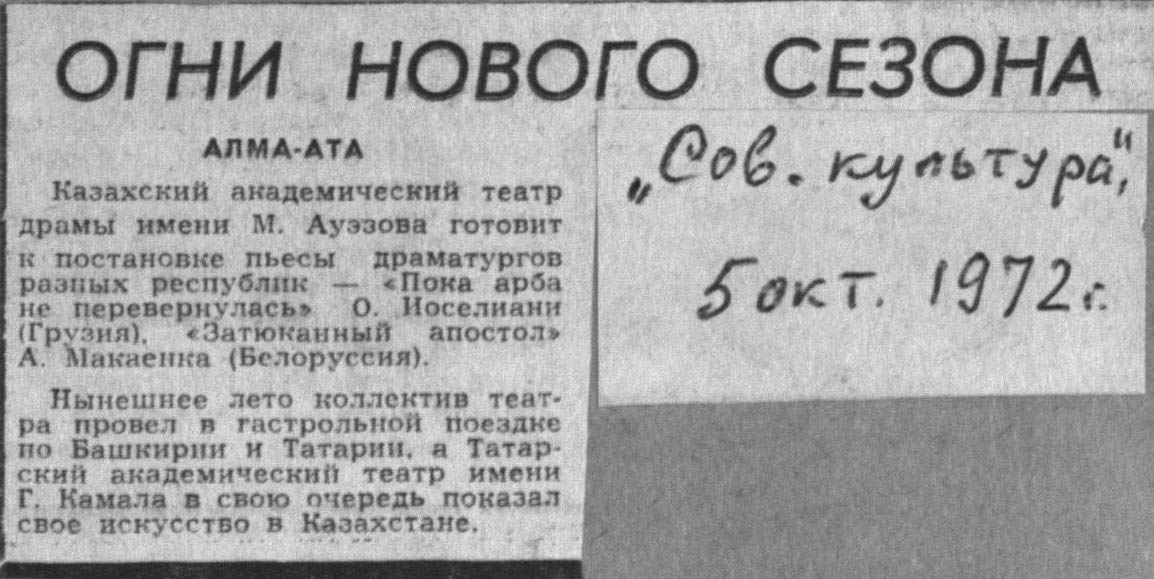 ОГНИ НОВОГО СЕЗОНА
АЛМА-АТА
Казахский академический театр
драмы имени М. Ауэзова готовит
к постановке пьесы драматургов
разных республик — «Пока арба
не перевернулась» О. Иоселиани
(Грузия), «Затюканный апостол»
А. Макаенка (Белоруссия).
Нынешнее лето коллектив теат-
ра провел в гастрольной поездке
по Башкирии и Татарии, а Татар-
ский академический театр имени
Г. Камала в свою очередь показал
свое искусство в Казахстане.
„Сов. культура",
5 окт. 1972 г.